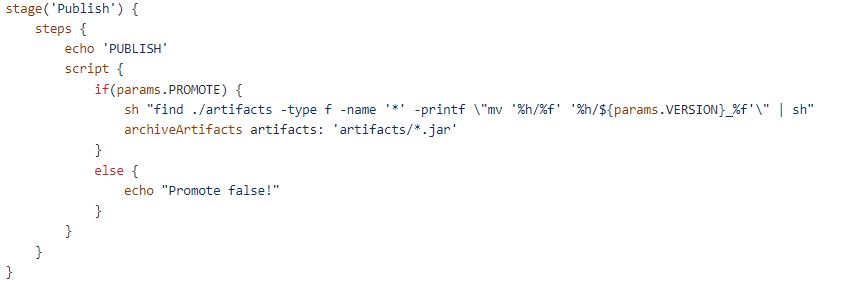 stage('Publish') {
    steps {
        echo 'PUBLISH'
        script {
            if(params.PROMOTE) {
                sh "find ./artifacts -type f -name '*' -printf \"mv '%h/%f' '%h/${params.VERSION}_%f'\" | sh"
                archiveArtifacts artifacts: 'artifacts/*.jar'
            }
            else {
                echo "Promote false!"
            }
        }
    }
}